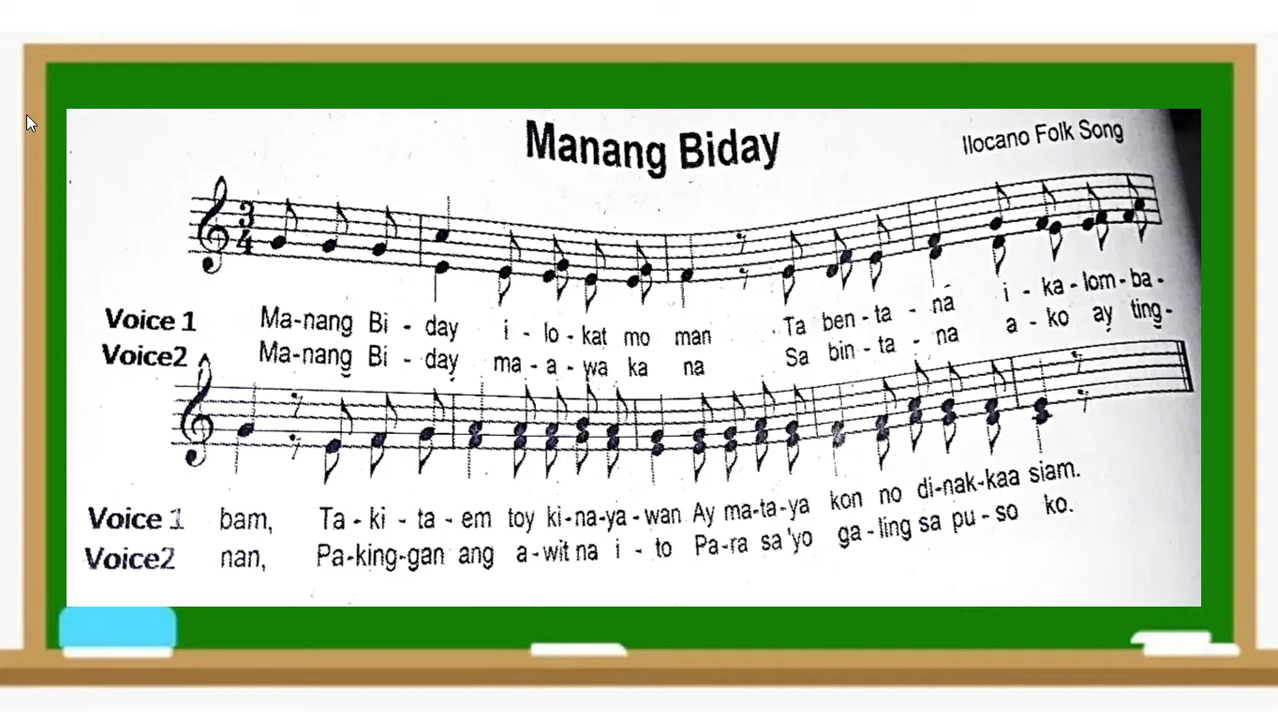 Manang Biday
Ilocano Folk Song
3
4
Voice 1 Ma-nang Bi - day i - lo - kat mo man Ta ben - ta - na i - ka - lom - ba -
Voice2 Ma-nang Bi - day ma - a - wa ka na Sa bin - ta - na a - ko ay ting -
Voice 1 bam, Ta - ki - ta - em toy ki-na-ya-wan Ay ma-ta-ya kon no di-nak-kaa siam.
Voice2 nan, Pa-king-gan ang a-wit na i - to Pa-ra sa'yo ga-ling sa pu-so ko.